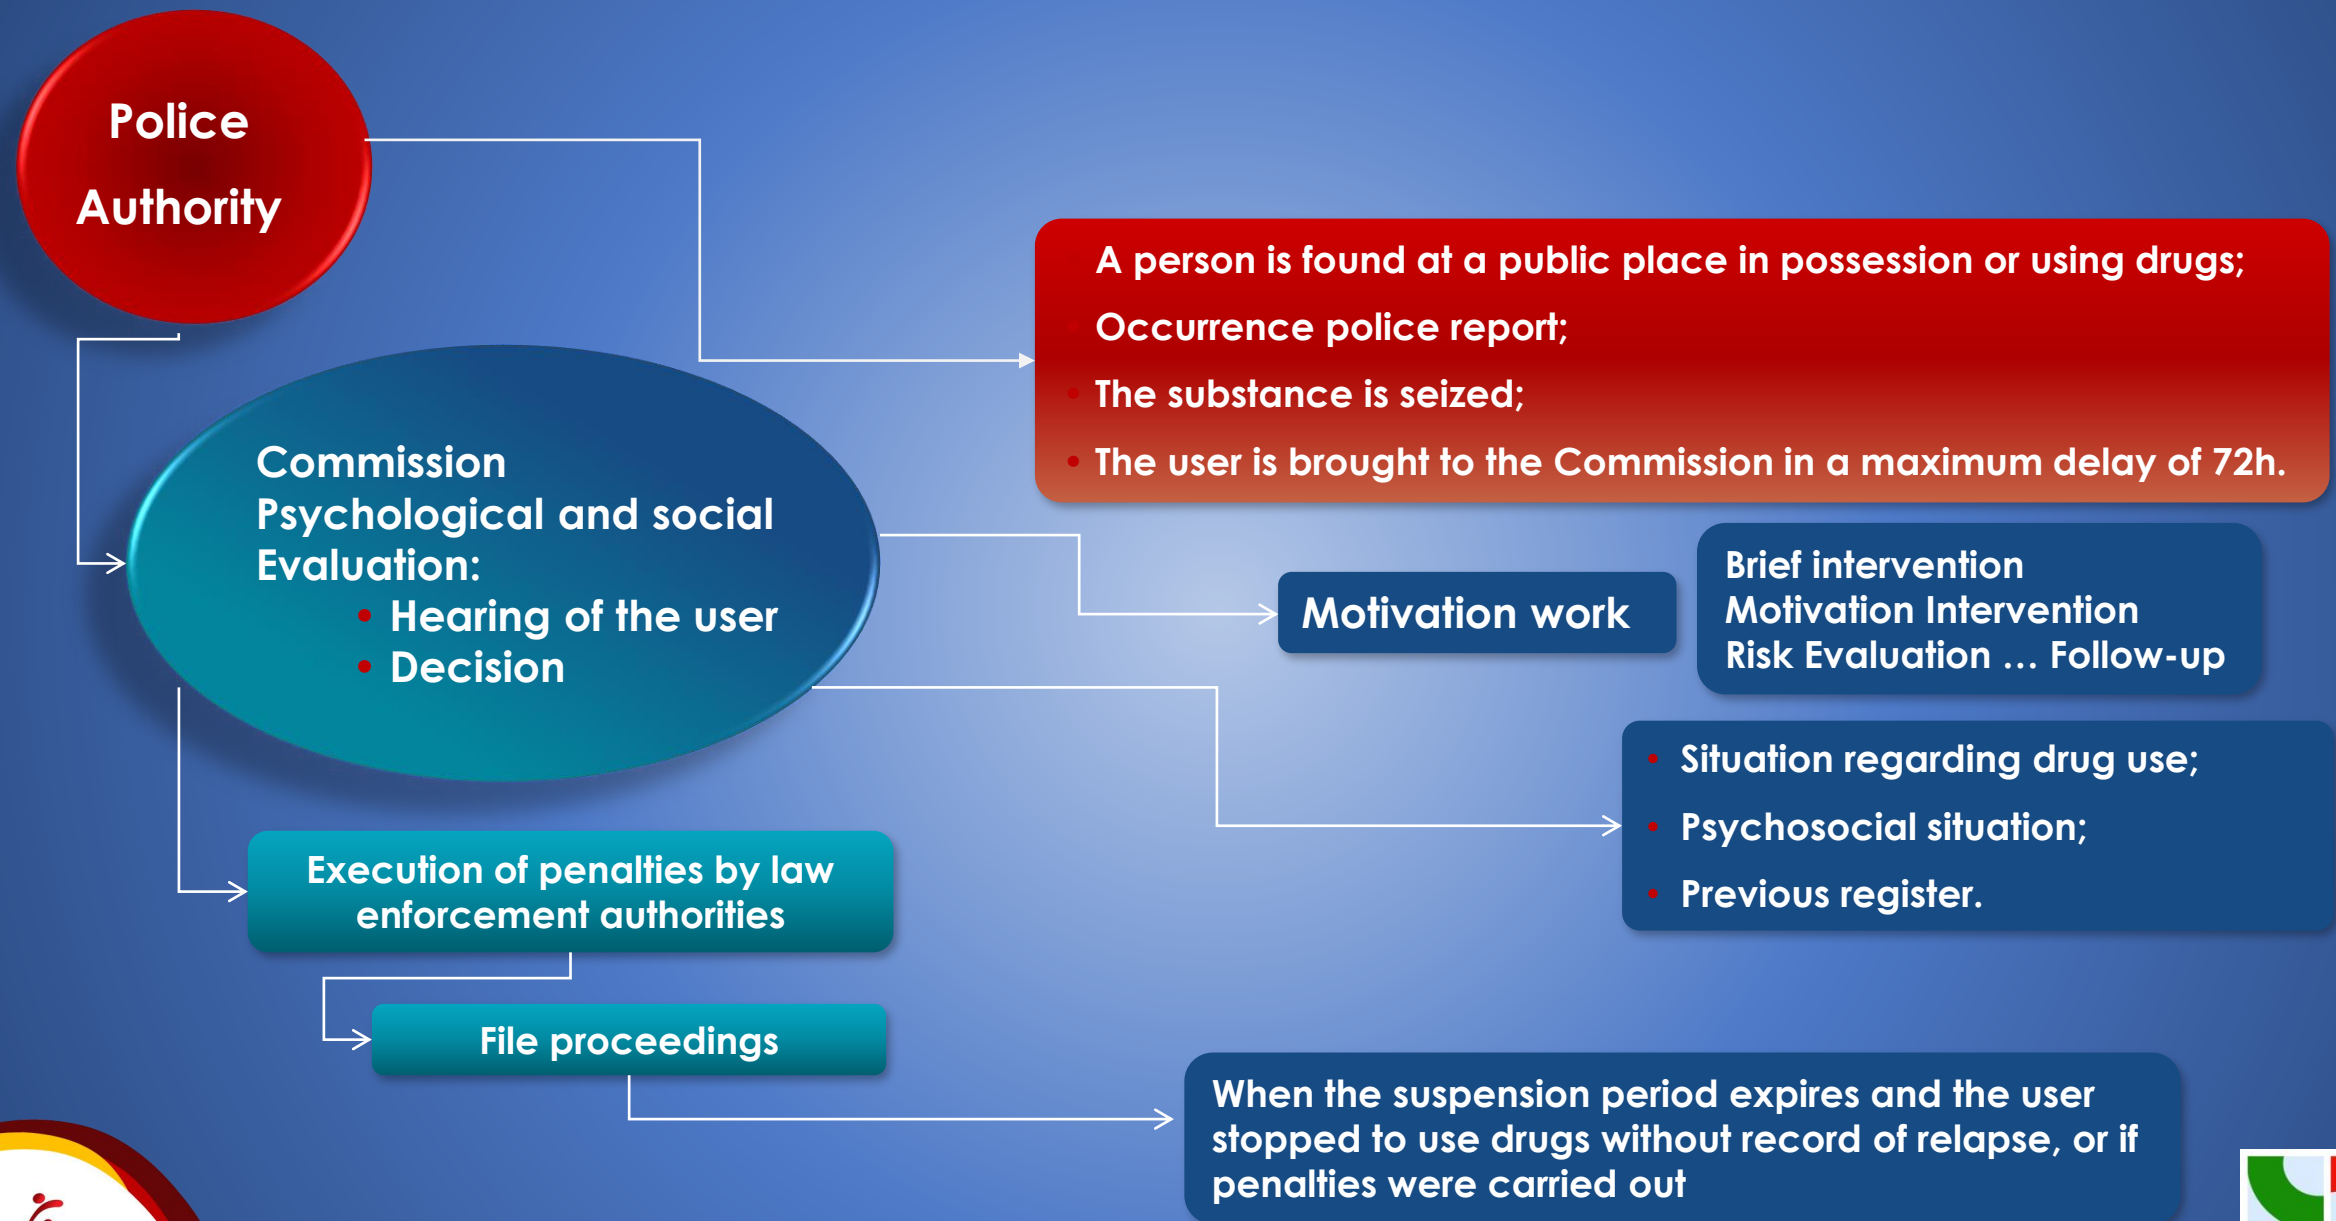 Police
Authority
A person is found at a public place in possession or using drugs;
Occurrence police report;
• The substance is seized;
• The user is brought to the Commission in a maximum delay of 72h.
Commission
Psychological and social
Evaluation:
• Hearing of the user
• Decision
Motivation work
Brief intervention
Motivation Intervention
Risk Evaluation … Follow-up
• Situation regarding drug use;
• Psychosocial situation;
• Previous register.
Execution of penalties by law
enforcement authorities
File proceedings
When the suspension period expires and the user
stopped to use drugs without record of relapse, or if
penalties were carried out